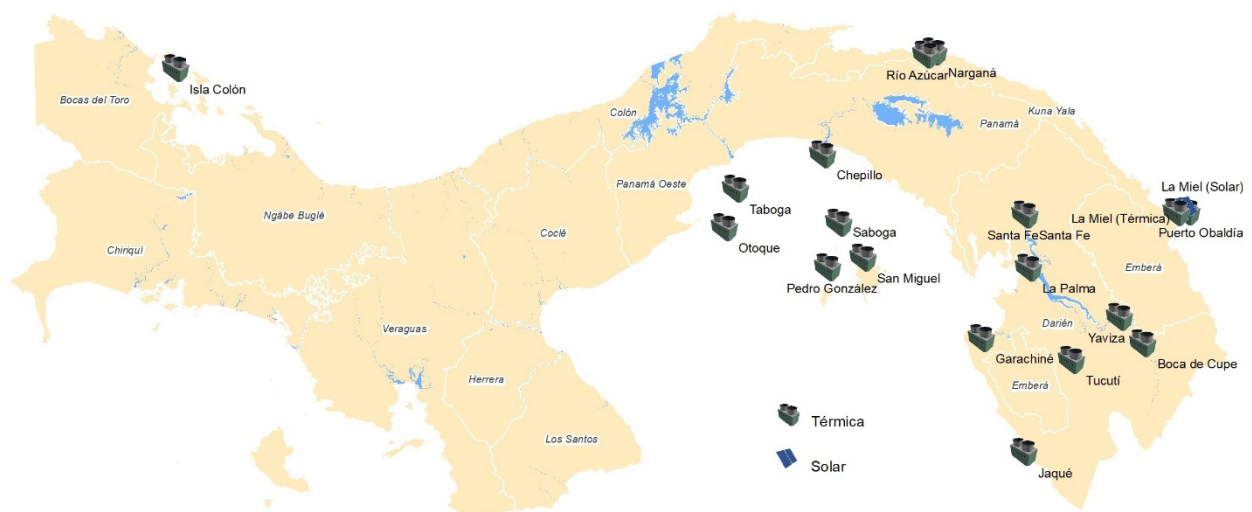 Isla Colón
Bocas del Toro
Chiriquí
Ngäbe Buglé
Veraguas
Herrera
Los Santos
Coclé
Colón
Panamá Oeste
Río Azúcar
Narganá
Kuna Yala
Panamá
Chepillo
Taboga
Otoque
Saboga
San Miguel
Pedro González
La Miel (Solar)
La Miel (Térmica)
Puerto Obaldía
Santa Fe
Santa Fe
Emberá
La Palma
Darién
Yaviza
Boca de Cupe
Garachiné
Tucutí
Emberá
Jaqué
Térmica
Solar